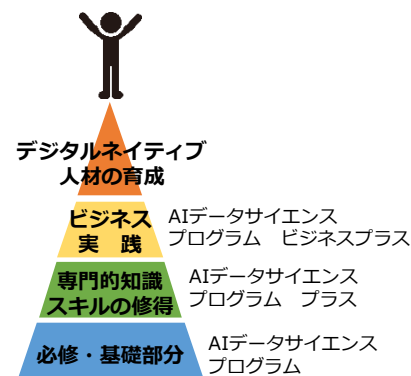 デジタルネイティブ
人材の育成
ビジネス
実　践
AIデータサイエンス
プログラム　ビジネスプラス
専門的知識
スキルの修得
AIデータサイエンス
プログラム　プラス
必修・基礎部分
AIデータサイエンス
プログラム